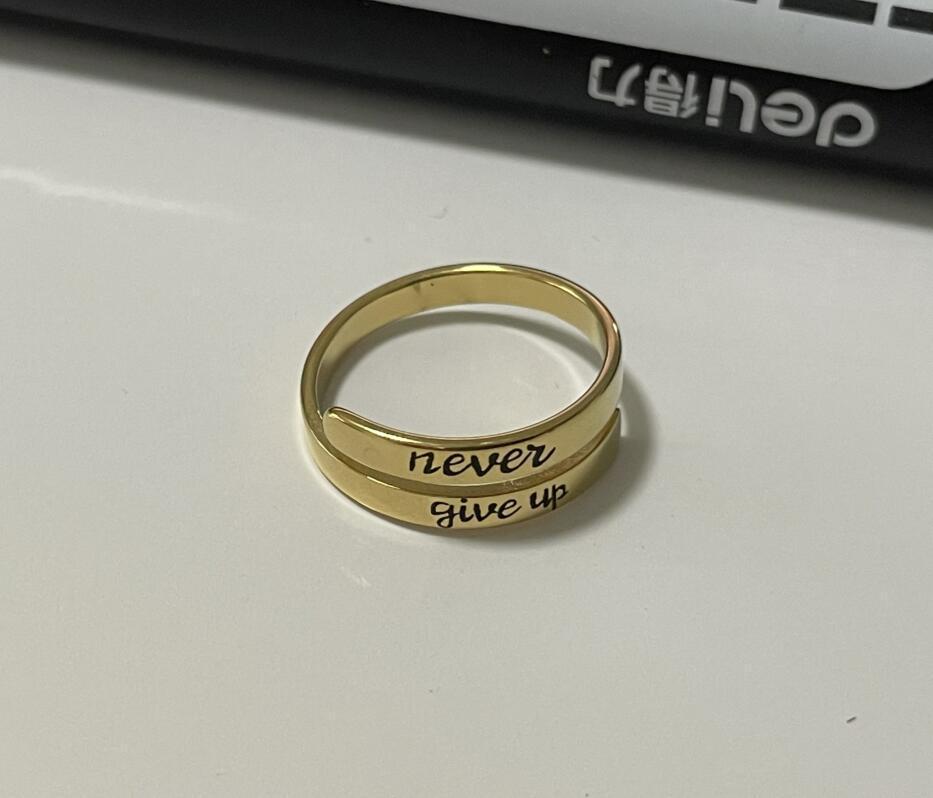 deli得力
never
give up